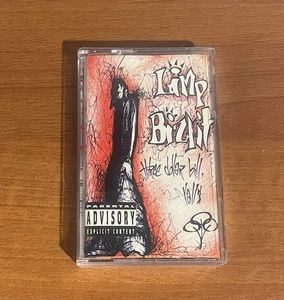 Limp
Bizkit
three dollar bill,
Yall$
PARENTAL
ADVISORY
EXPLICIT CONTENT